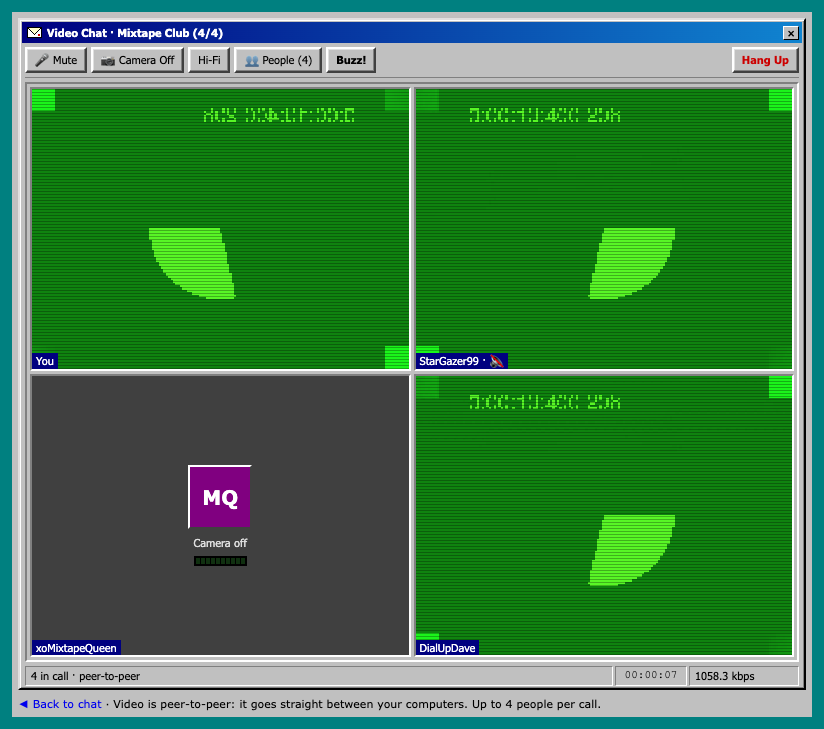 Video Chat · Mixtape Club (4/4)
Mute
Camera Off
Hi-Fi
People (4)
Buzz!
Hang Up
You
StarGazer99 ·
MQ
Camera off
xoMixtapeQueen
DialUpDave
4 in call · peer-to-peer
00:00:07
1058.3 kbps
◄ Back to chat · Video is peer-to-peer: it goes straight between your computers. Up to 4 people per call.